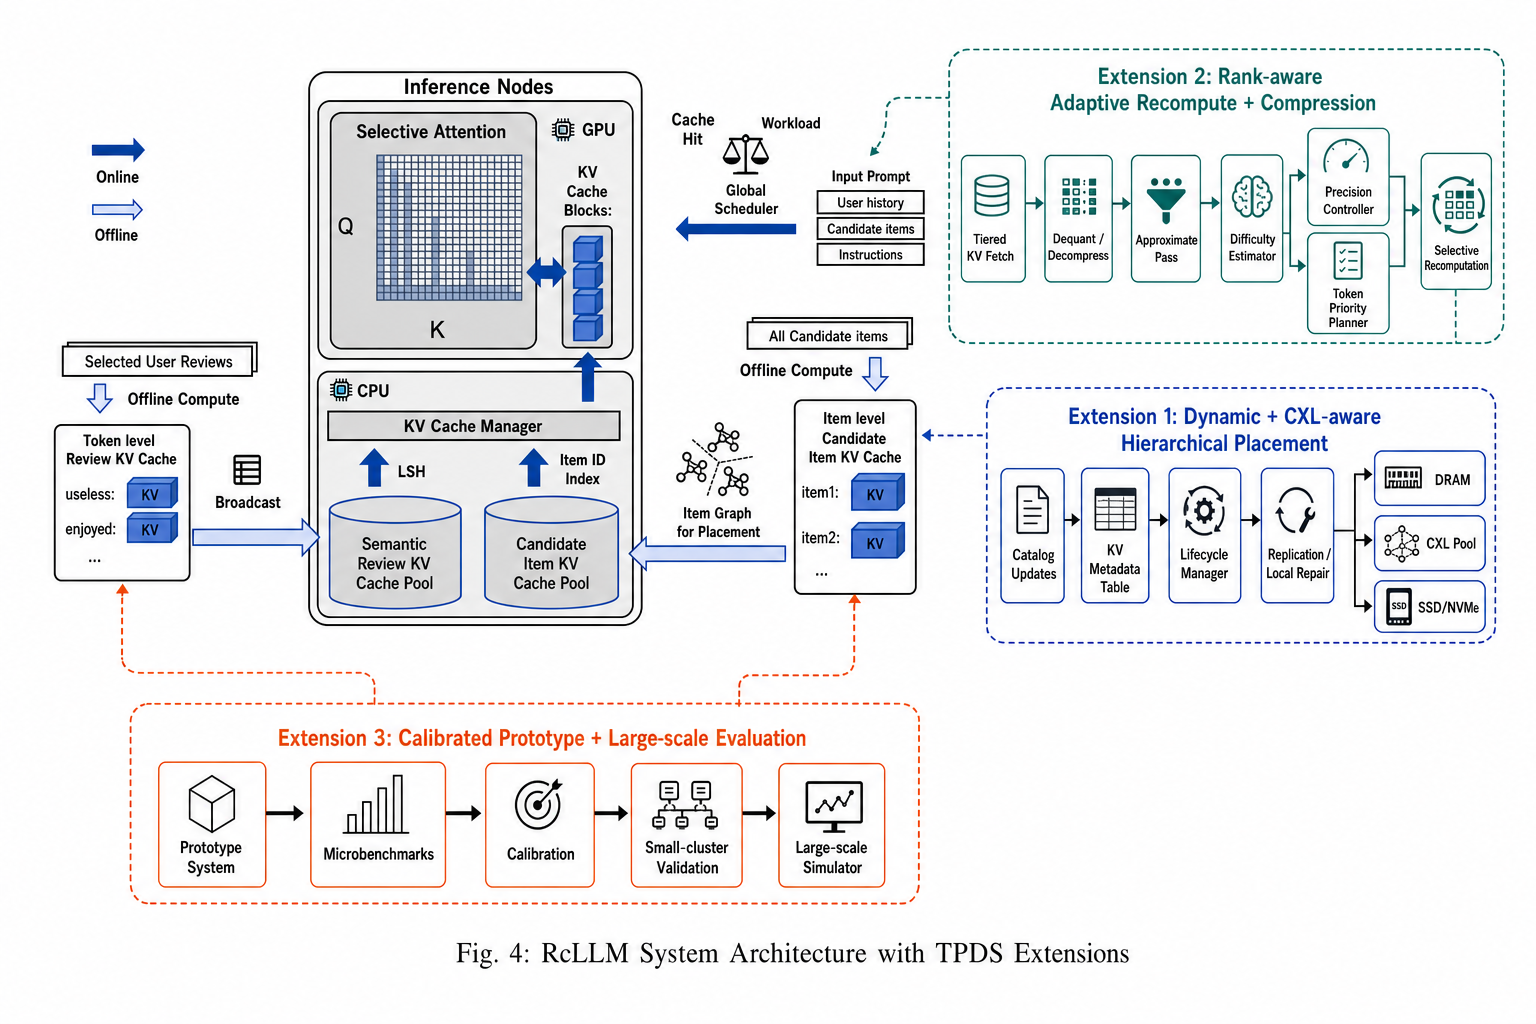 Inference Nodes
Selective Attention
GPU
Q
K
KV
Cache
Blocks:
CPU
KV Cache Manager
LSH
Item ID
Index
Semantic
Review KV
Cache Pool
Candidate
Item KV
Cache Pool
Online
Offline
Selected User Reviews
Offline Compute
Token level
Review KV Cache
useless:
KV
enjoyed:
KV
...
Broadcast
Cache
Hit
Workload
Global
Scheduler
Input Prompt
User history
Candidate items
Instructions
All Candidate items
Offline Compute
Item level
Candidate
Item KV Cache
item1:
KV
item2:
KV
...
Item Graph
for Placement
Extension 2: Rank-aware
Adaptive Recompute + Compression
Tiered
KV Fetch
Dequant /
Decompress
Approximate
Pass
Difficulty
Estimator
Precision
Controller
Token
Priority
Planner
Selective
Recomputation
Extension 1: Dynamic + CXL-aware
Hierarchical Placement
Catalog
Updates
KV
Metadata
Table
Lifecycle
Manager
Replication /
Local Repair
DRAM
CXL Pool
SSD
SSD/NVMe
Extension 3: Calibrated Prototype + Large-scale Evaluation
Prototype
System
Microbenchmarks
Calibration
Small-cluster
Validation
Large-scale
Simulator
Fig. 4: RcLLM System Architecture with TPDS Extensions